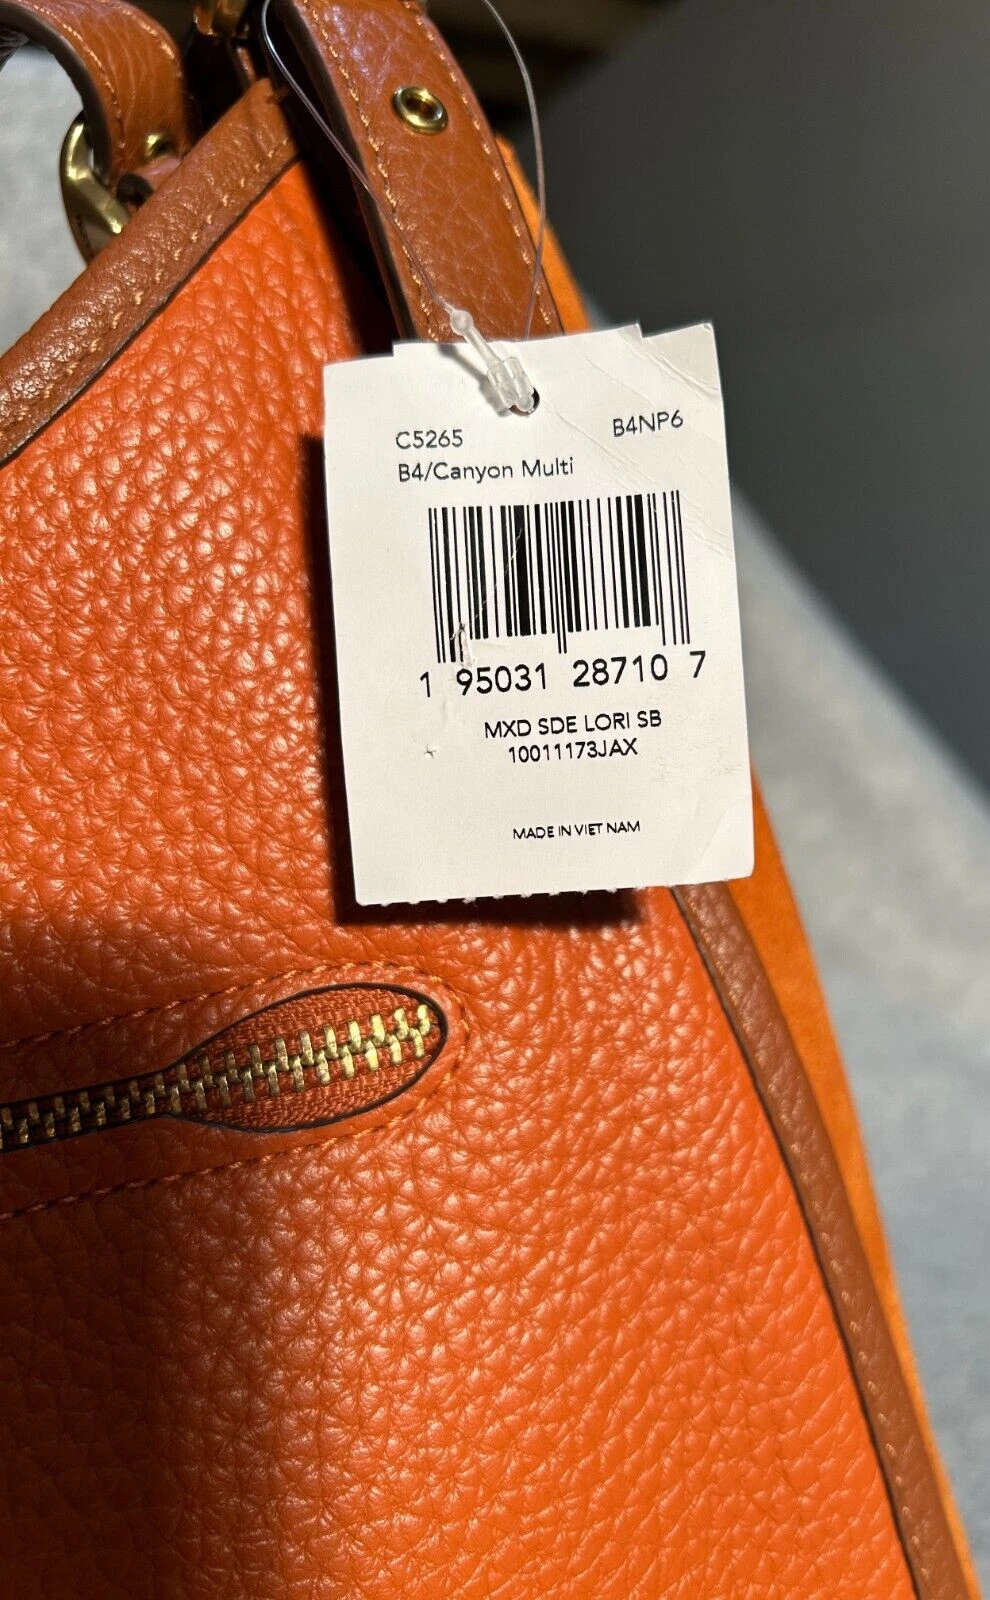 C5265 B4NP6
B4/Canyon Multi
1 95031 28710 7
MXD SDE LORI SB
10011173JAX
MADE IN VIET NAM